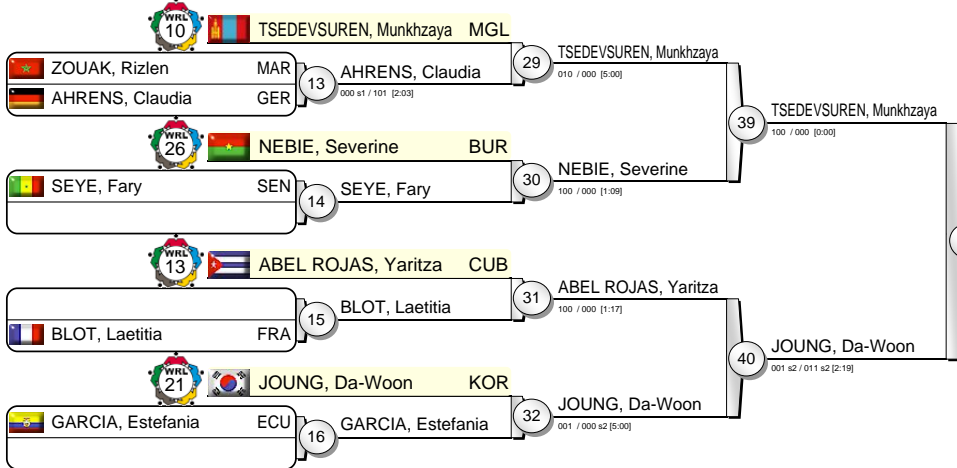 WRL
10
TSEDEVSUREN, Munkhzaya MGL
ZOUAK, Rizlen MAR
AHRENS, Claudia GER
13
AHRENS, Claudia
000 s1 / 101 [2:03]
29
TSEDEVSUREN, Munkhzaya
010 / 000 [5:00]
WRL
26
NEBIE, Severine BUR
SEYE, Fary SEN
14
SEYE, Fary
30
NEBIE, Severine
100 / 000 [1:09]
39
TSEDEVSUREN, Munkhzaya
100 / 000 [0:00]
WRL
13
ABEL ROJAS, Yaritza CUB
BLOT, Laetitia FRA
15
BLOT, Laetitia
31
ABEL ROJAS, Yaritza
100 / 000 [1:17]
WRL
21
JOUNG, Da-Woon KOR
GARCIA, Estefania ECU
16
GARCIA, Estefania
32
JOUNG, Da-Woon
001 / 000 s2 [5:00]
40
JOUNG, Da-Woon
001 s2 / 011 s2 [2:19]